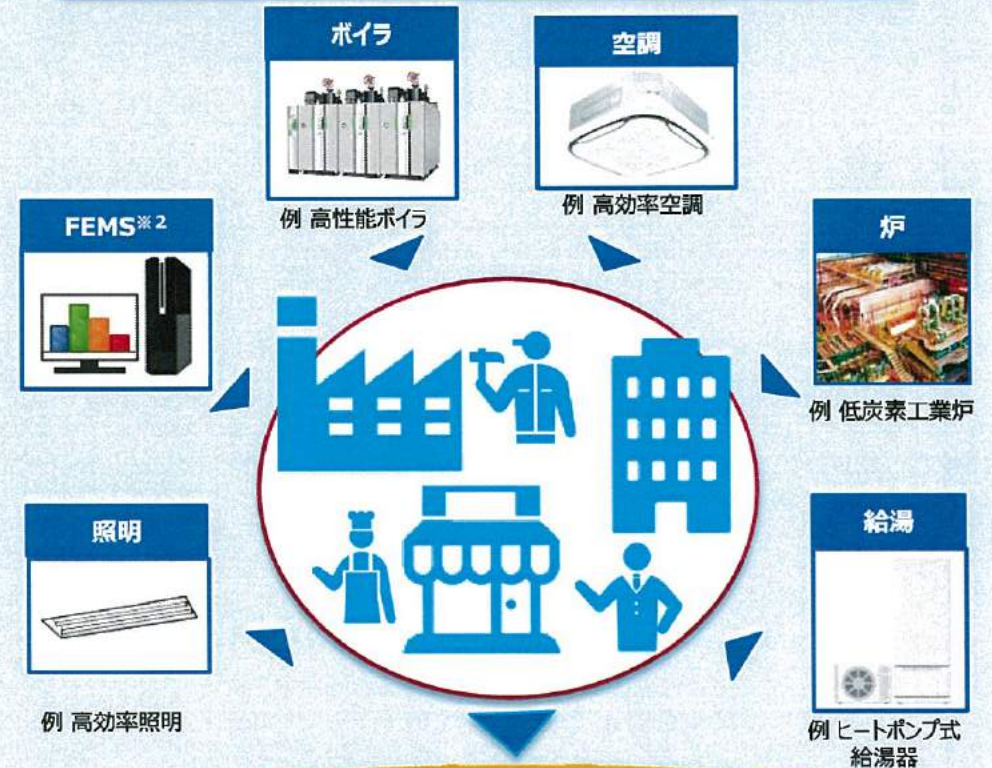 ボイラ
空調
例 高性能ボイラ
例 高効率空調
FEMS※2
炉
例 低炭素工業炉
照明
給湯
例 高効率照明
例 ヒートポンプ式
給湯器